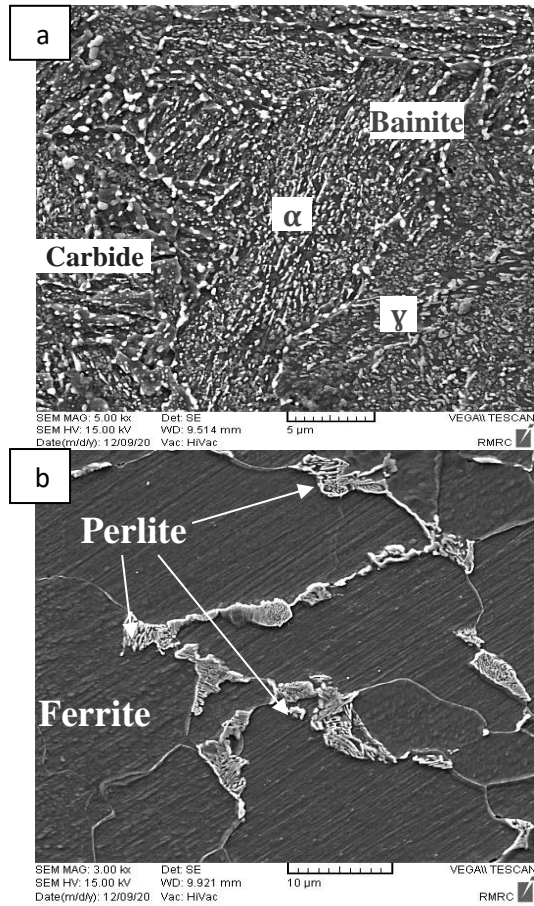 a
Bainite
α
Carbide
ɣ
SEM MAG: 5.00 kx Det: SE VEGA\\ TESCAN
SEM HV: 15.00 kV WD: 9.514 mm 5 µm
Date(m/d/y): 12/09/20 Vac: HiVac RMRC
b
Perlite
Ferrite
SEM MAG: 3.00 kx Det: SE VEGA\\ TESCAN
SEM HV: 15.00 kV WD: 9.921 mm 10 µm
Date(m/d/y): 12/09/20 Vac: HiVac RMRC